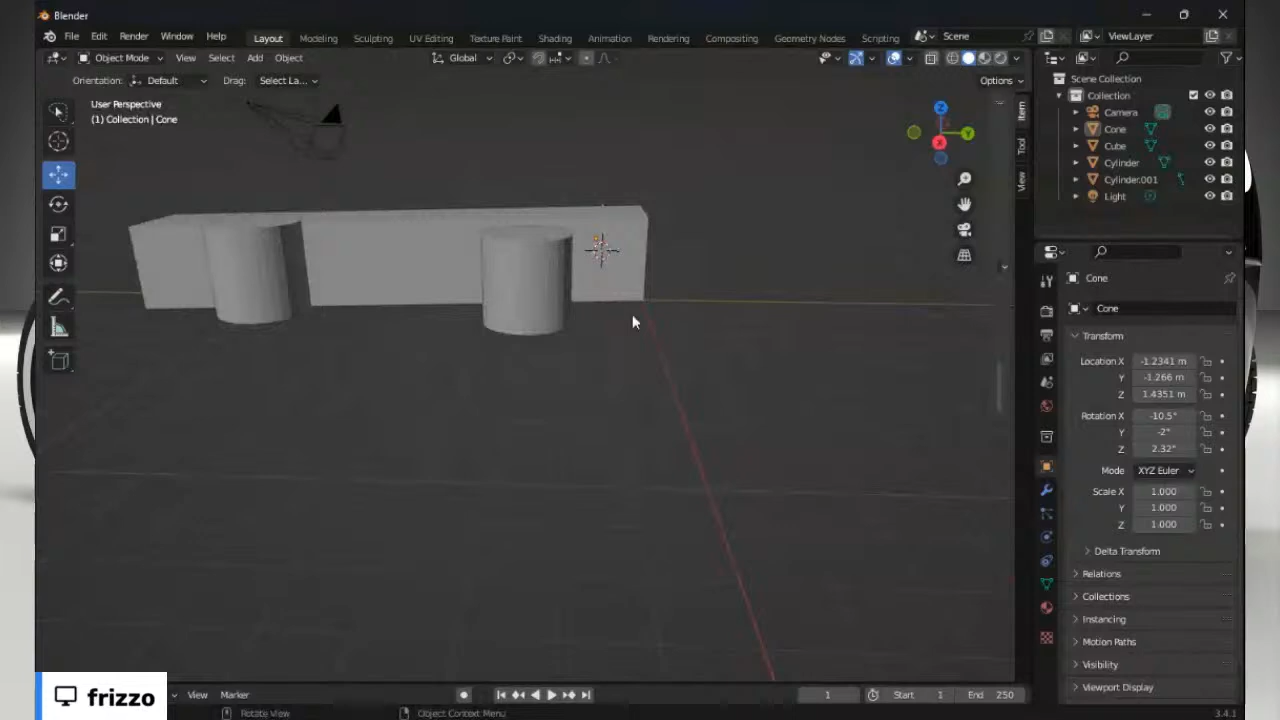 Blender
File Edit Render Window Help Layout Modeling Sculpting UV Editing Texture Paint Shading Animation Rendering Compositing Geometry Nodes Scripting Scene ViewLayer
Object Mode View Select Add Object Global
Orientation: Default Drag: Select La... Options
User Perspective
(1) Collection | Cone
Z
Y
X
Item
Tool
View
Scene Collection
Collection
Camera
Cone
Cube
Cylinder
Cylinder.001
Light
Cone
Cone
Transform
Location X -1.2341 m
Y -1.266 m
Z 1.4351 m
Rotation X -10.5°
Y -2°
Z 2.32°
Mode XYZ Euler
Scale X 1.000
Y 1.000
Z 1.000
Delta Transform
Relations
Collections
Instancing
Motion Paths
Visibility
Viewport Display
View Marker 1 Start 1 End 250
Rotate View Object Context Menu 3.4.1
frizzo